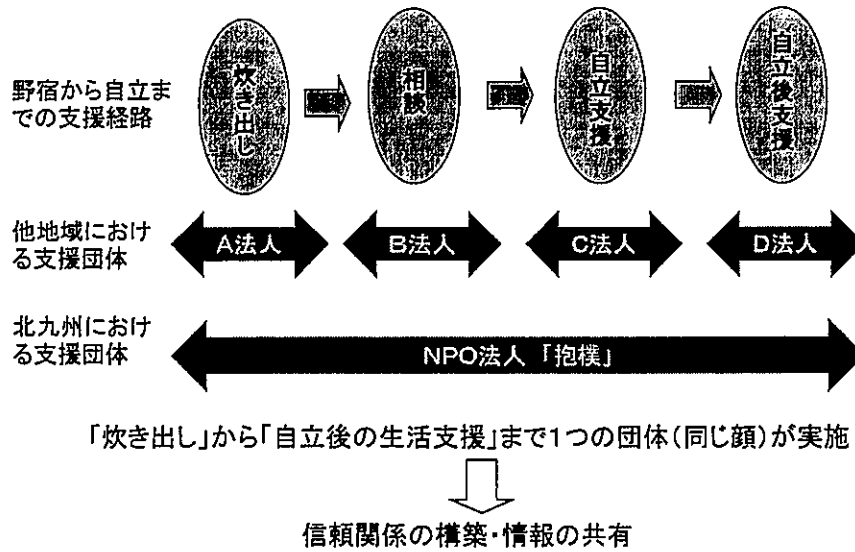 野宿から自立ま
での支援経路
炊き出し
相談
自立支援
自立後支援
他地域におけ
る支援団体
A法人
B法人
C法人
D法人
北九州におけ
る支援団体
NPO法人「抱樸」
「炊き出し」から「自立後の生活支援」まで1つの団体(同じ顔)が実施
信頼関係の構築・情報の共有